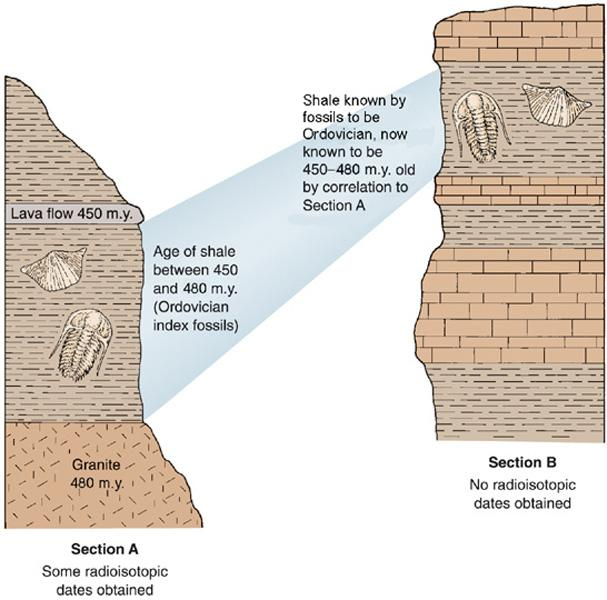 Shale known by
fossils to be
Ordovician, now
known to be
450–480 m.y. old
by correlation to
Section A
Lava flow 450 m.y.
Age of shale
between 450
and 480 m.y.
(Ordovician
index fossils)
Granite
480 m.y.
Section B
No radioisotopic
dates obtained
Section A
Some radioisotopic
dates obtained